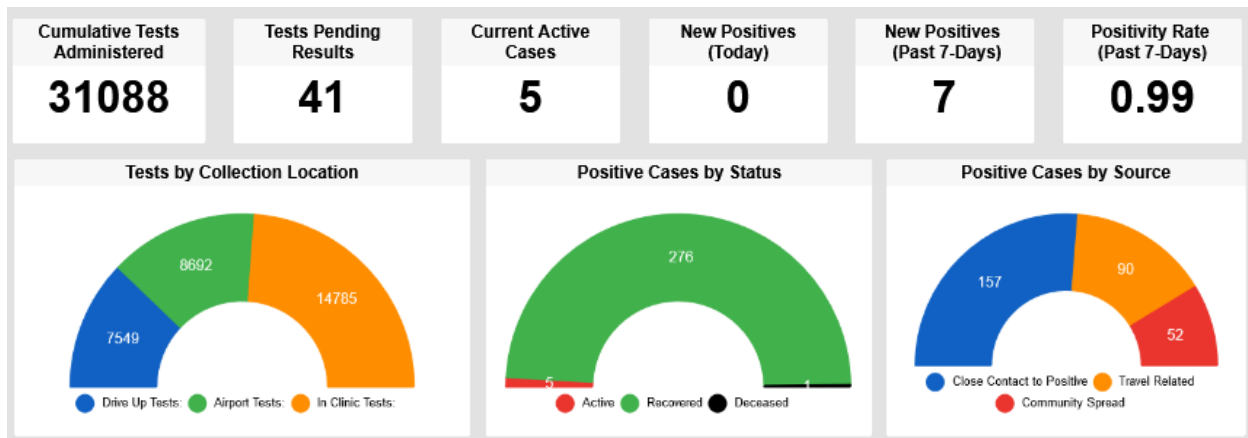 Cumulative Tests
Administered
31088
Tests Pending
Results
41
Current Active
Cases
5
New Positives
(Today)
0
New Positives
(Past 7-Days)
7
Positivity Rate
(Past 7-Days)
0.99
Tests by Collection Location
7549
8692
14785
Drive Up Tests: Airport Tests: In Clinic Tests:
Positive Cases by Status
276
5
1
Active Recovered Deceased
Positive Cases by Source
157
90
52
Close Contact to Positive Travel Related
Community Spread